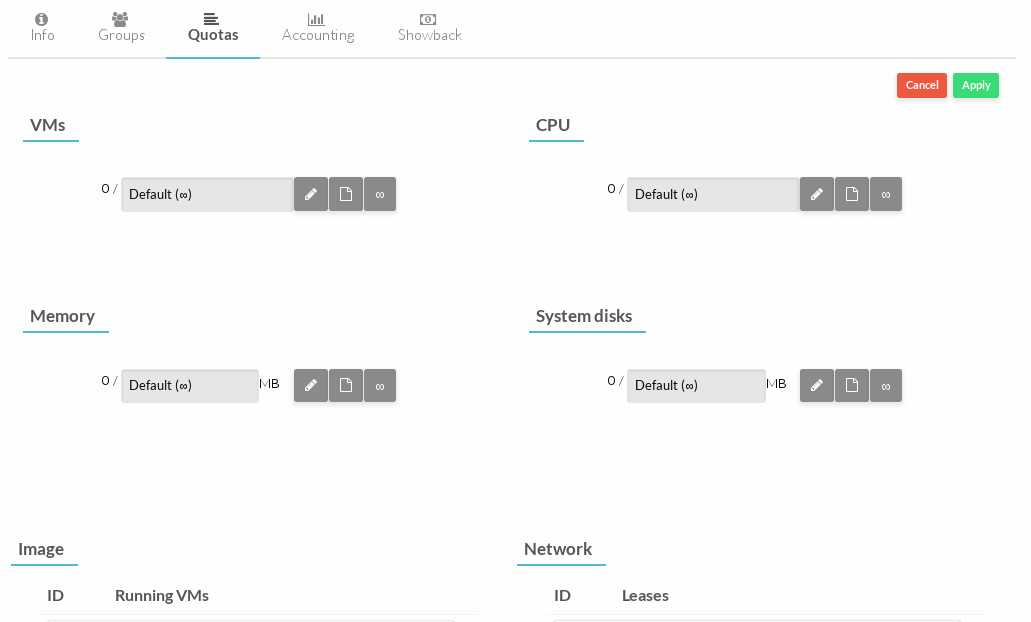 Info Groups Quotas Accounting Showback
Cancel Apply
VMs CPU
0 / Default (∞) ∞ 0 / Default (∞) ∞
Memory System disks
0 / Default (∞) MB ∞ 0 / Default (∞) MB ∞
Image Network
ID Running VMs ID Leases